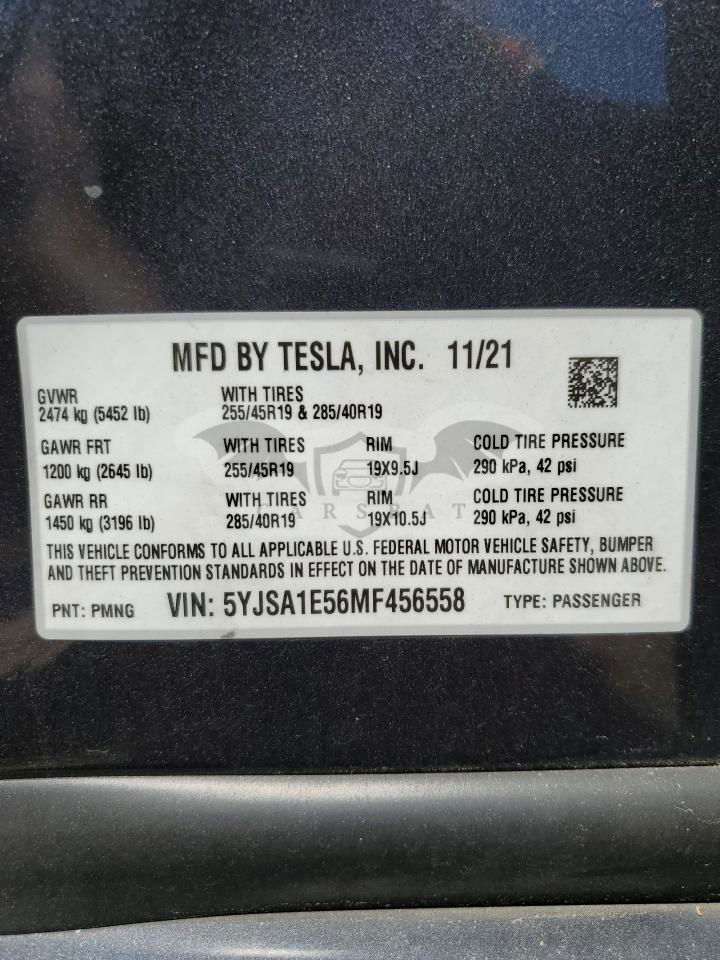 MFD BY TESLA, INC. 11/21
GVWR WITH TIRES
2474 kg (5452 lb) 255/45R19 & 285/40R19
GAWR FRT WITH TIRES RIM COLD TIRE PRESSURE
1200 kg (2645 lb) 255/45R19 19X9.5J 290 kPa, 42 psi
GAWR RR WITH TIRES RIM COLD TIRE PRESSURE
1450 kg (3196 lb) 285/40R19 19X10.5J 290 kPa, 42 psi
CARSBAT
THIS VEHICLE CONFORMS TO ALL APPLICABLE U.S. FEDERAL MOTOR VEHICLE SAFETY, BUMPER
AND THEFT PREVENTION STANDARDS IN EFFECT ON THE DATE OF MANUFACTURE SHOWN ABOVE.
PNT: PMNG VIN: 5YJSA1E56MF456558 TYPE: PASSENGER